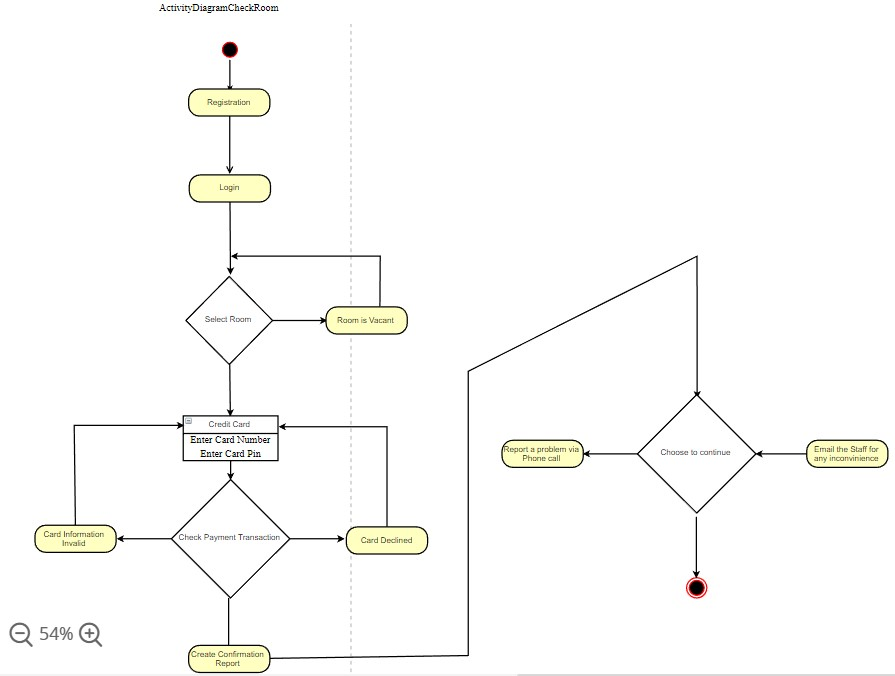 ActivityDiagramCheckRoom
Registration
Login
Select Room
Room is Vacant
Credit Card
Enter Card Number
Enter Card Pin
Check Payment Transaction
Card Information
Invalid
Card Declined
Create Confirmation
Report
Report a problem via
Phone call
Choose to continue
Email the Staff for
any inconvinience
54%